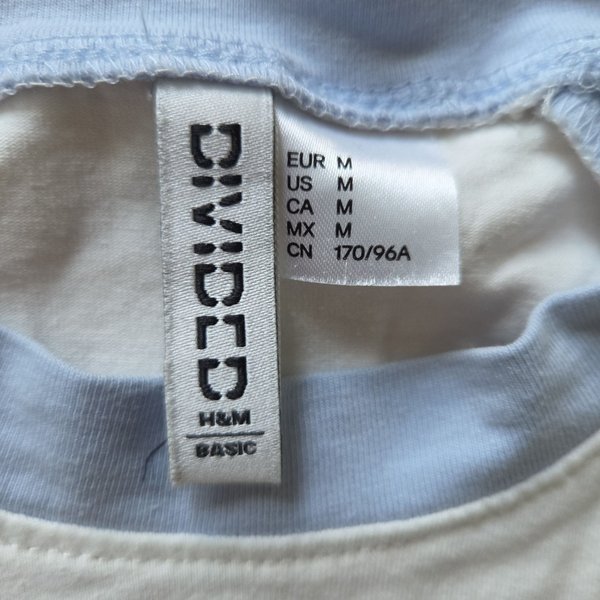 DIVIDED
H&M
BASIC
EUR M
US M
CA M
MX M
CN 170/96A